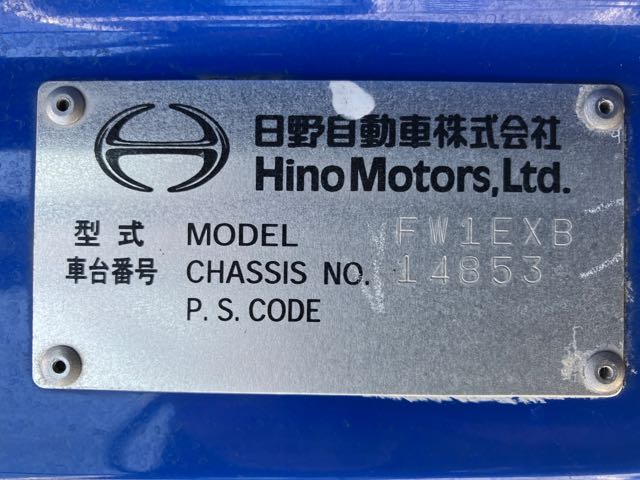 日野自動車株式会社
Hino Motors, Ltd.
型式 MODEL FW1EXB
車台番号 CHASSIS NO. 14853
P. S. CODE